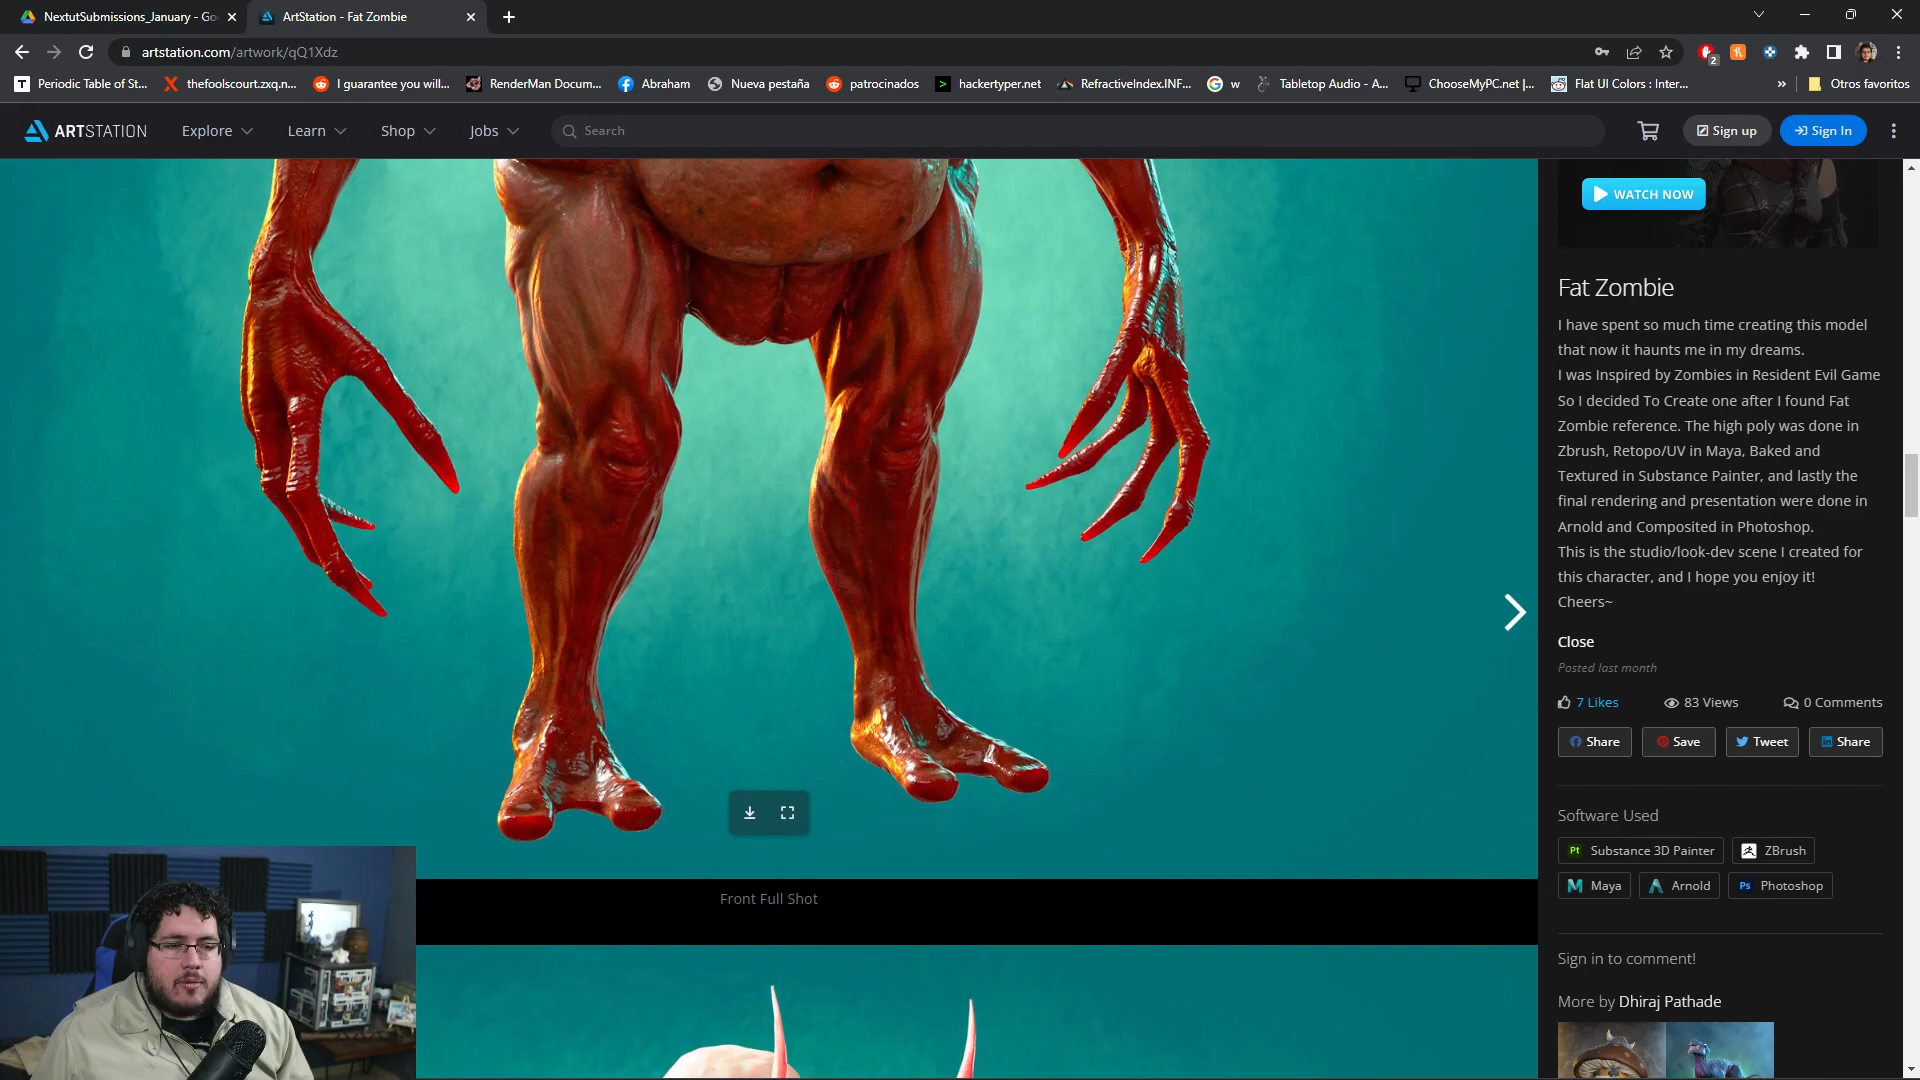 NextutSubmissions_January - Go
ArtStation - Fat Zombie
artstation.com/artwork/qQ1Xdz
2
Periodic Table of St...
thefoolscourt.zxq.n...
I guarantee you will...
RenderMan Docum...
Abraham
Nueva pestaña
patrocinados
hackertyper.net
RefractiveIndex.INF...
w
Tabletop Audio - A...
ChooseMyPC.net |...
Flat UI Colors : Inter...
»
Otros favoritos
ARTSTATION
Explore
Learn
Shop
Jobs
Search
Sign up
Sign In
WATCH NOW
Fat Zombie
I have spent so much time creating this model
that now it haunts me in my dreams.
I was Inspired by Zombies in Resident Evil Game
So I decided To Create one after I found Fat
Zombie reference. The high poly was done in
Zbrush, Retopo/UV in Maya, Baked and
Textured in Substance Painter, and lastly the
final rendering and presentation were done in
Arnold and Composited in Photoshop.
This is the studio/look-dev scene I created for
this character, and I hope you enjoy it!
Cheers~
Close
Posted last month
7 Likes
83 Views
0 Comments
Share
Save
Tweet
Share
Software Used
Pt Substance 3D Painter
ZBrush
Maya
Arnold
Ps Photoshop
Front Full Shot
Sign in to comment!
More by Dhiraj Pathade